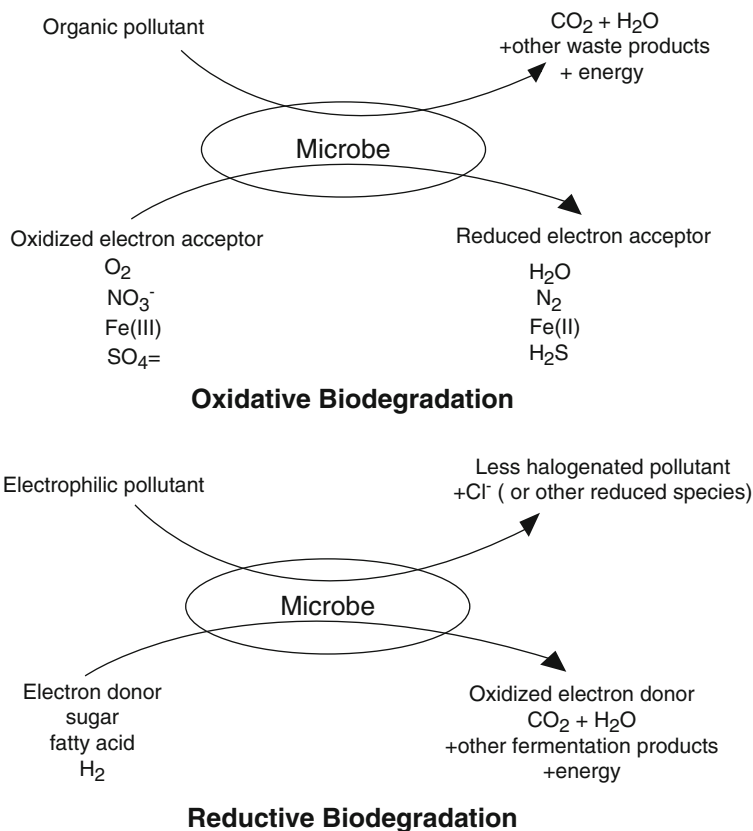 Organic pollutant
CO2 + H2O
+other waste products
+ energy
Microbe
Oxidized electron acceptor
O2
NO3-
Fe(III)
SO4=
Reduced electron acceptor
H2O
N2
Fe(II)
H2S
Oxidative Biodegradation
Electrophilic pollutant
Less halogenated pollutant
+Cl- ( or other reduced species)
Microbe
Electron donor
sugar
fatty acid
H2
Oxidized electron donor
CO2 + H2O
+other fermentation products
+energy
Reductive Biodegradation